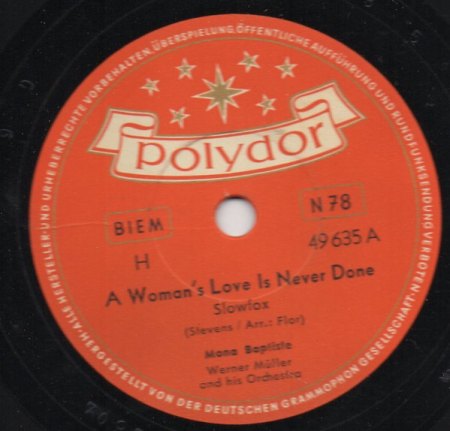 ALLE HERSTELLER- UND URHEBERRECHTE VORBEHALTEN, ÜBERSPIELUNG, ÖFFENTLICHE AUFFÜHRUNG UND RUNDFUNKSENDUNG VERBOTEN
polydor
BIEM
N 78
H
49 635 A
A Woman's Love Is Never Done
Slowfox
(Stevens / Arr.: Flor)
Mona Baptiste
Werner Müller
and his Orchestra
HERGESTELLT VON DER DEUTSCHEN GRAMMOPHON GESELLSCHAFT